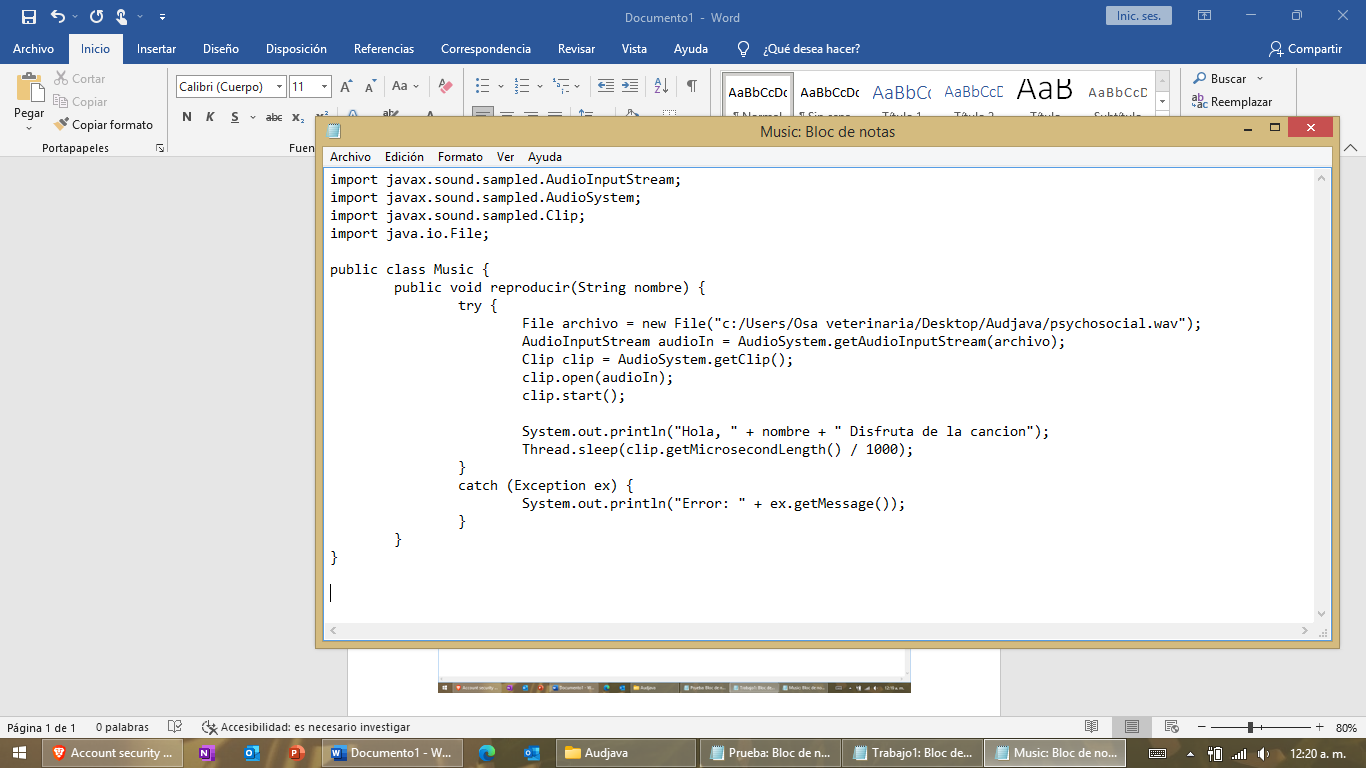 Documento1 - Word
Inic. ses.
Archivo Inicio Insertar Diseño Disposición Referencias Correspondencia Revisar Vista Ayuda ¿Qué desea hacer? Compartir
Pegar
Cortar
Copiar
Copiar formato
Portapapeles
Calibri (Cuerpo) 11
N K S abc
AaBbCcDc AaBbCcDc AaBbCc AaBbCcD AaB AaBbCcD
Buscar
Reemplazar
Music: Bloc de notas
Archivo Edición Formato Ver Ayuda
import javax.sound.sampled.AudioInputStream;
import javax.sound.sampled.AudioSystem;
import javax.sound.sampled.Clip;
import java.io.File;
public class Music {
public void reproducir(String nombre) {
try {
File archivo = new File("c:/Users/Osa veterinaria/Desktop/Audjava/psychosocial.wav");
AudioInputStream audioIn = AudioSystem.getAudioInputStream(archivo);
Clip clip = AudioSystem.getClip();
clip.open(audioIn);
clip.start();
System.out.println("Hola, " + nombre + " Disfruta de la cancion");
Thread.sleep(clip.getMicrosecondLength() / 1000);
}
catch (Exception ex) {
System.out.println("Error: " + ex.getMessage());
}
}
}
Página 1 de 1 0 palabras Accesibilidad: es necesario investigar 80%
Account security ... Documento1 - W... Audjava Prueba: Bloc de n... Trabajo1: Bloc de... Music: Bloc de no... 12:20 a. m.